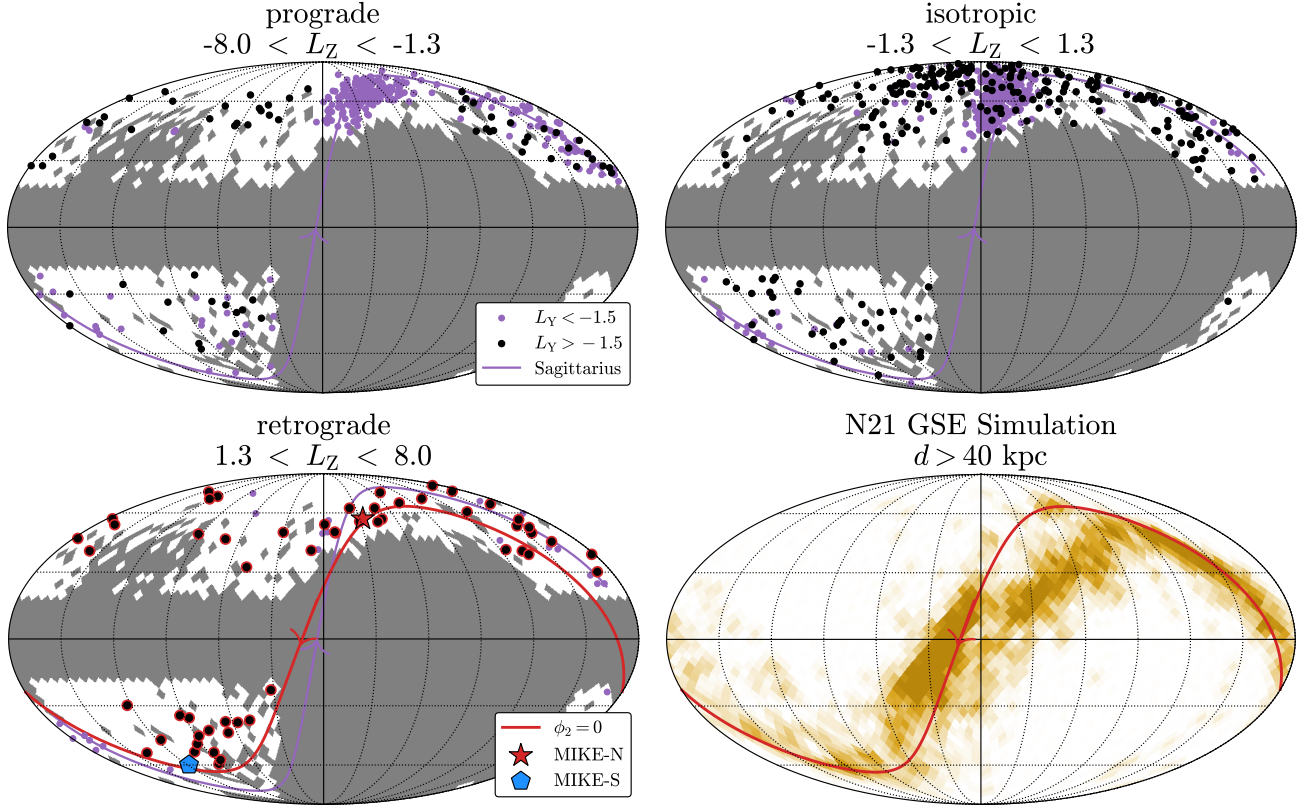 prograde
-8.0 < L_Z < -1.3
isotropic
-1.3 < L_Z < 1.3
L_Y < −1.5
L_Y > −1.5
Sagittarius
retrograde
1.3 < L_Z < 8.0
N21 GSE Simulation
d > 40 kpc
ϕ_2 = 0
MIKE-N
MIKE-S